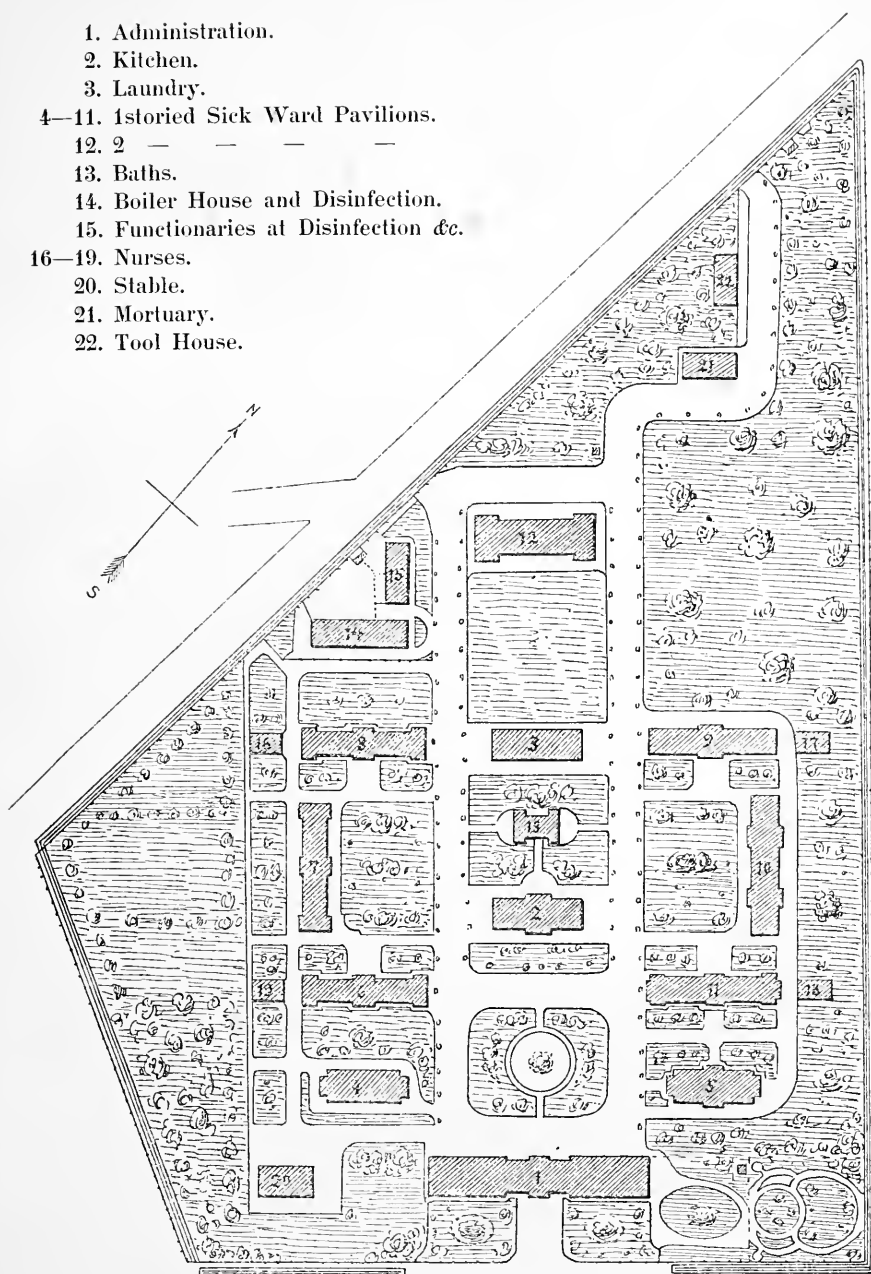 1. Administration.
2. Kitchen.
3. Laundry.
4—11. 1storied Sick Ward Pavilions.
12. 2 — — — —
13. Baths.
14. Boiler House and Disinfection.
15. Functionaries at Disinfection &c.
16—19. Nurses.
20. Stable.
21. Mortuary.
22. Tool House.
N
S
22
21
12
15
14
16
8
3
9
17
13
7
10
2
19
6
11
18
4
5
20
1